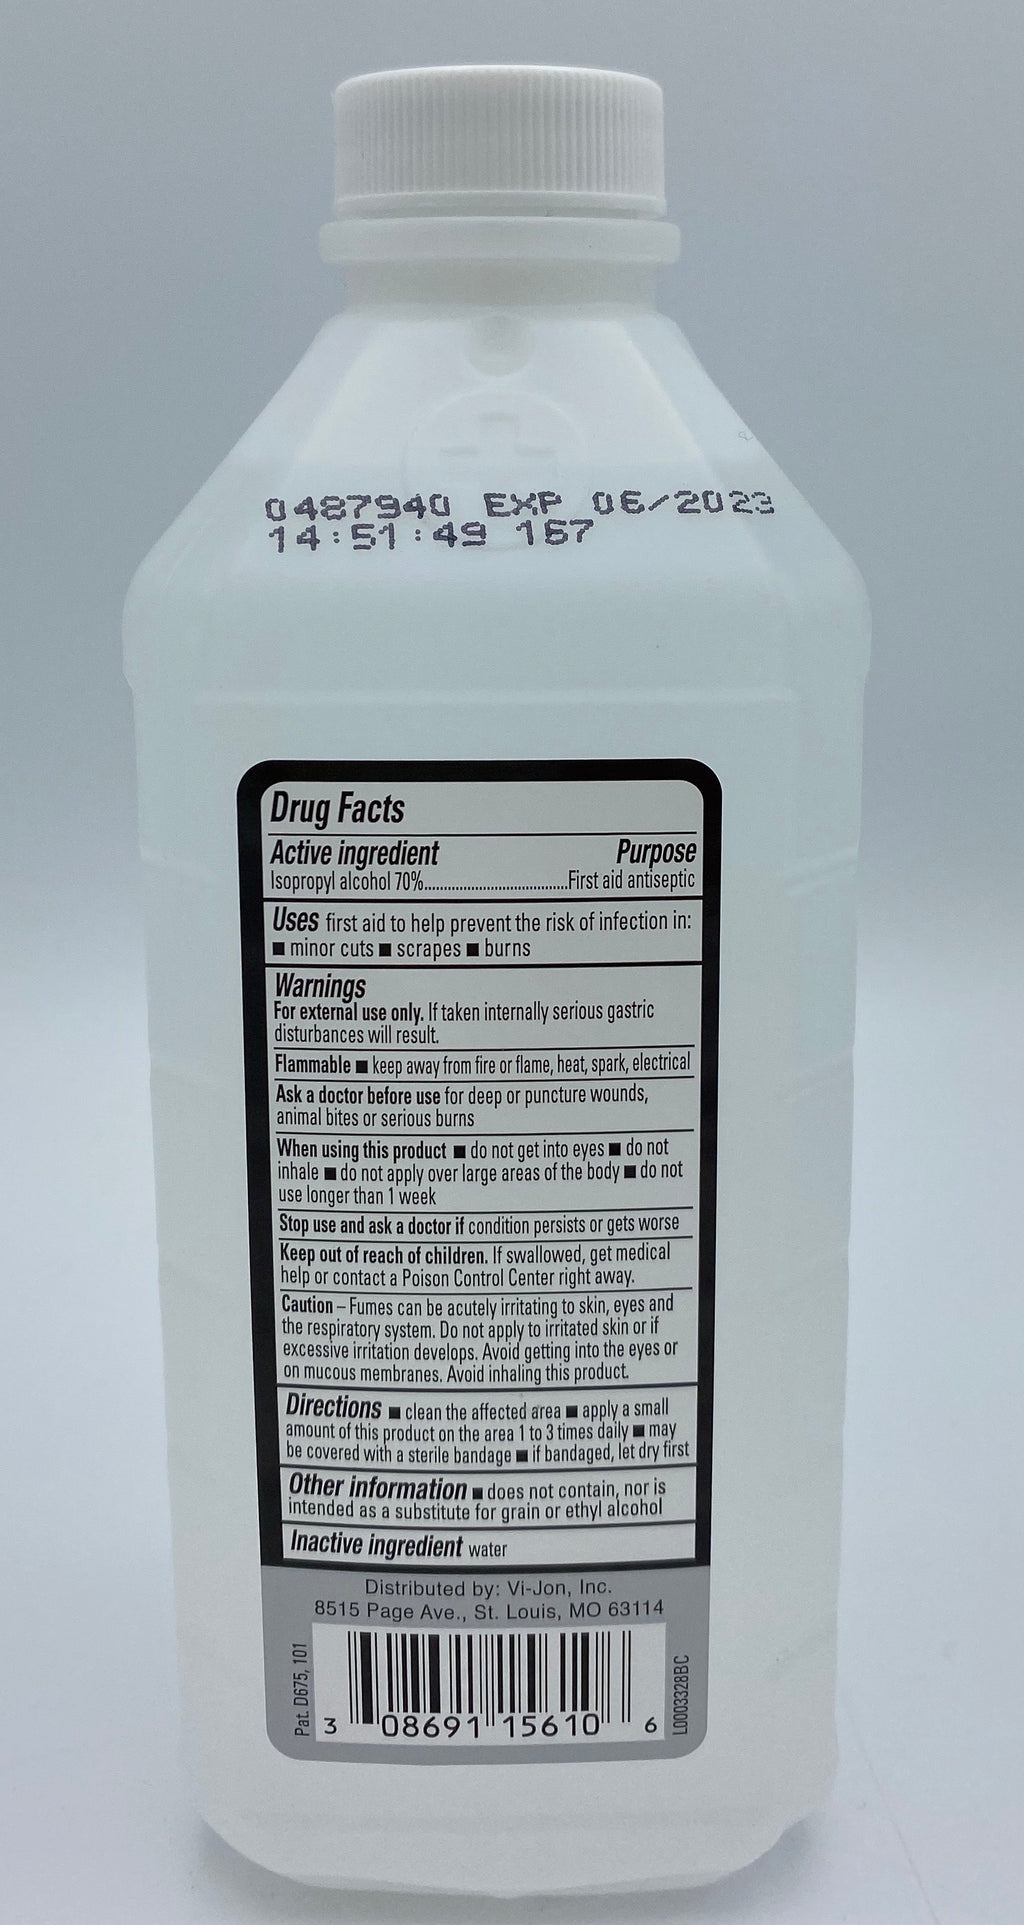 0487940 EXP 06/2023
14:51:49 167
Drug Facts
Active ingredient Purpose
Isopropyl alcohol 70%....................................First aid antiseptic
Uses first aid to help prevent the risk of infection in:
■ minor cuts ■ scrapes ■ burns
Warnings
For external use only. If taken internally serious gastric
disturbances will result.
Flammable ■ keep away from fire or flame, heat, spark, electrical
Ask a doctor before use for deep or puncture wounds,
animal bites or serious burns
When using this product ■ do not get into eyes ■ do not
inhale ■ do not apply over large areas of the body ■ do not
use longer than 1 week
Stop use and ask a doctor if condition persists or gets worse
Keep out of reach of children. If swallowed, get medical
help or contact a Poison Control Center right away.
Caution – Fumes can be acutely irritating to skin, eyes and
the respiratory system. Do not apply to irritated skin or if
excessive irritation develops. Avoid getting into the eyes or
on mucous membranes. Avoid inhaling this product.
Directions ■ clean the affected area ■ apply a small
amount of this product on the area 1 to 3 times daily ■ may
be covered with a sterile bandage ■ if bandaged, let dry first
Other information ■ does not contain, nor is
intended as a substitute for grain or ethyl alcohol
Inactive ingredient water
Distributed by: Vi-Jon, Inc.
8515 Page Ave., St. Louis, MO 63114
Pat. D675, 101
3 08691 15610 6
L0003328BC